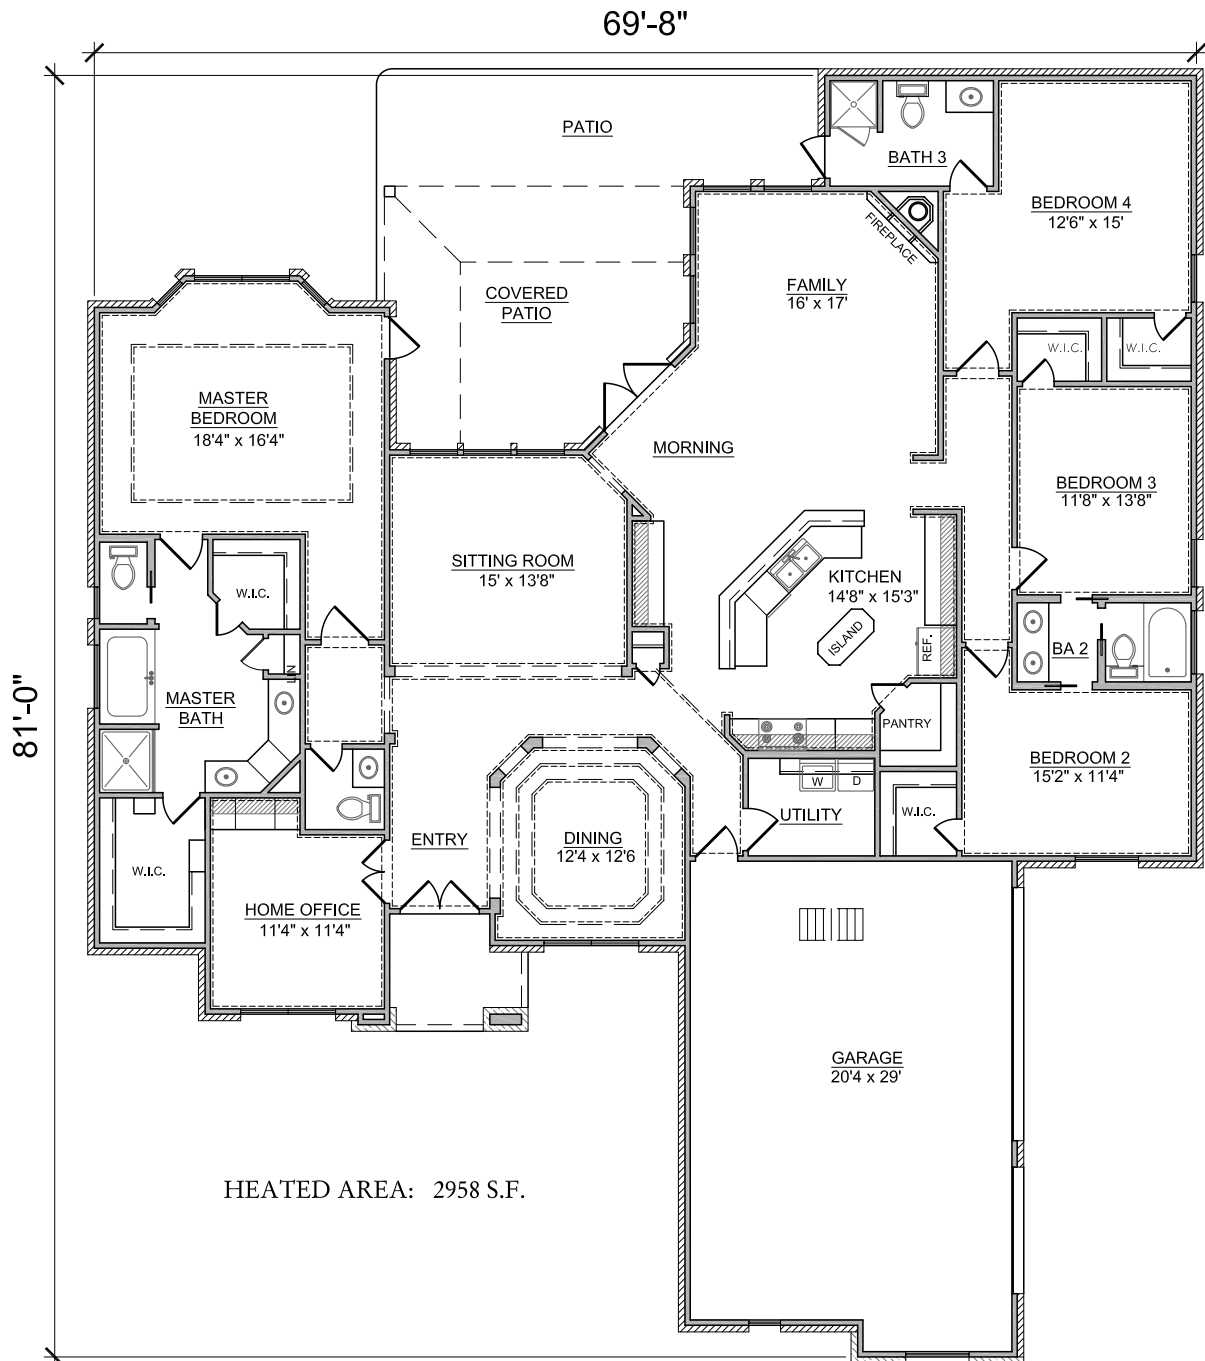 69'-8"
PATIO
BATH 3
BEDROOM 4
12'6" x 15'
FIREPLACE
FAMILY
16' x 17'
COVERED
PATIO
W.I.C.
W.I.C.
MASTER
BEDROOM
18'4" x 16'4"
MORNING
BEDROOM 3
11'8" x 13'8"
SITTING ROOM
15' x 13'8"
KITCHEN
14'8" x 15'3"
W.I.C.
ISLAND
REF.
BA 2
LIN
MASTER
BATH
81'-0"
PANTRY
BEDROOM 2
15'2" x 11'4"
W
D
UTILITY
W.I.C.
ENTRY
DINING
12'4 x 12'6
W.I.C.
HOME OFFICE
11'4" x 11'4"
GARAGE
20'4 x 29'
HEATED AREA: 2958 S.F.